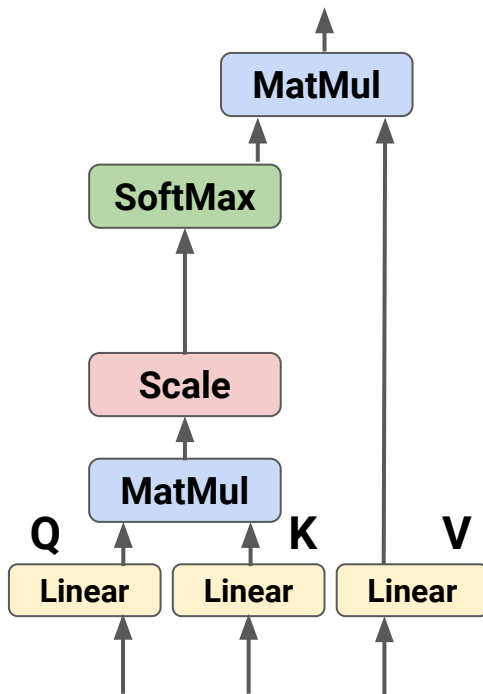 MatMul
SoftMax
Scale
MatMul
Q K V
Linear Linear Linear